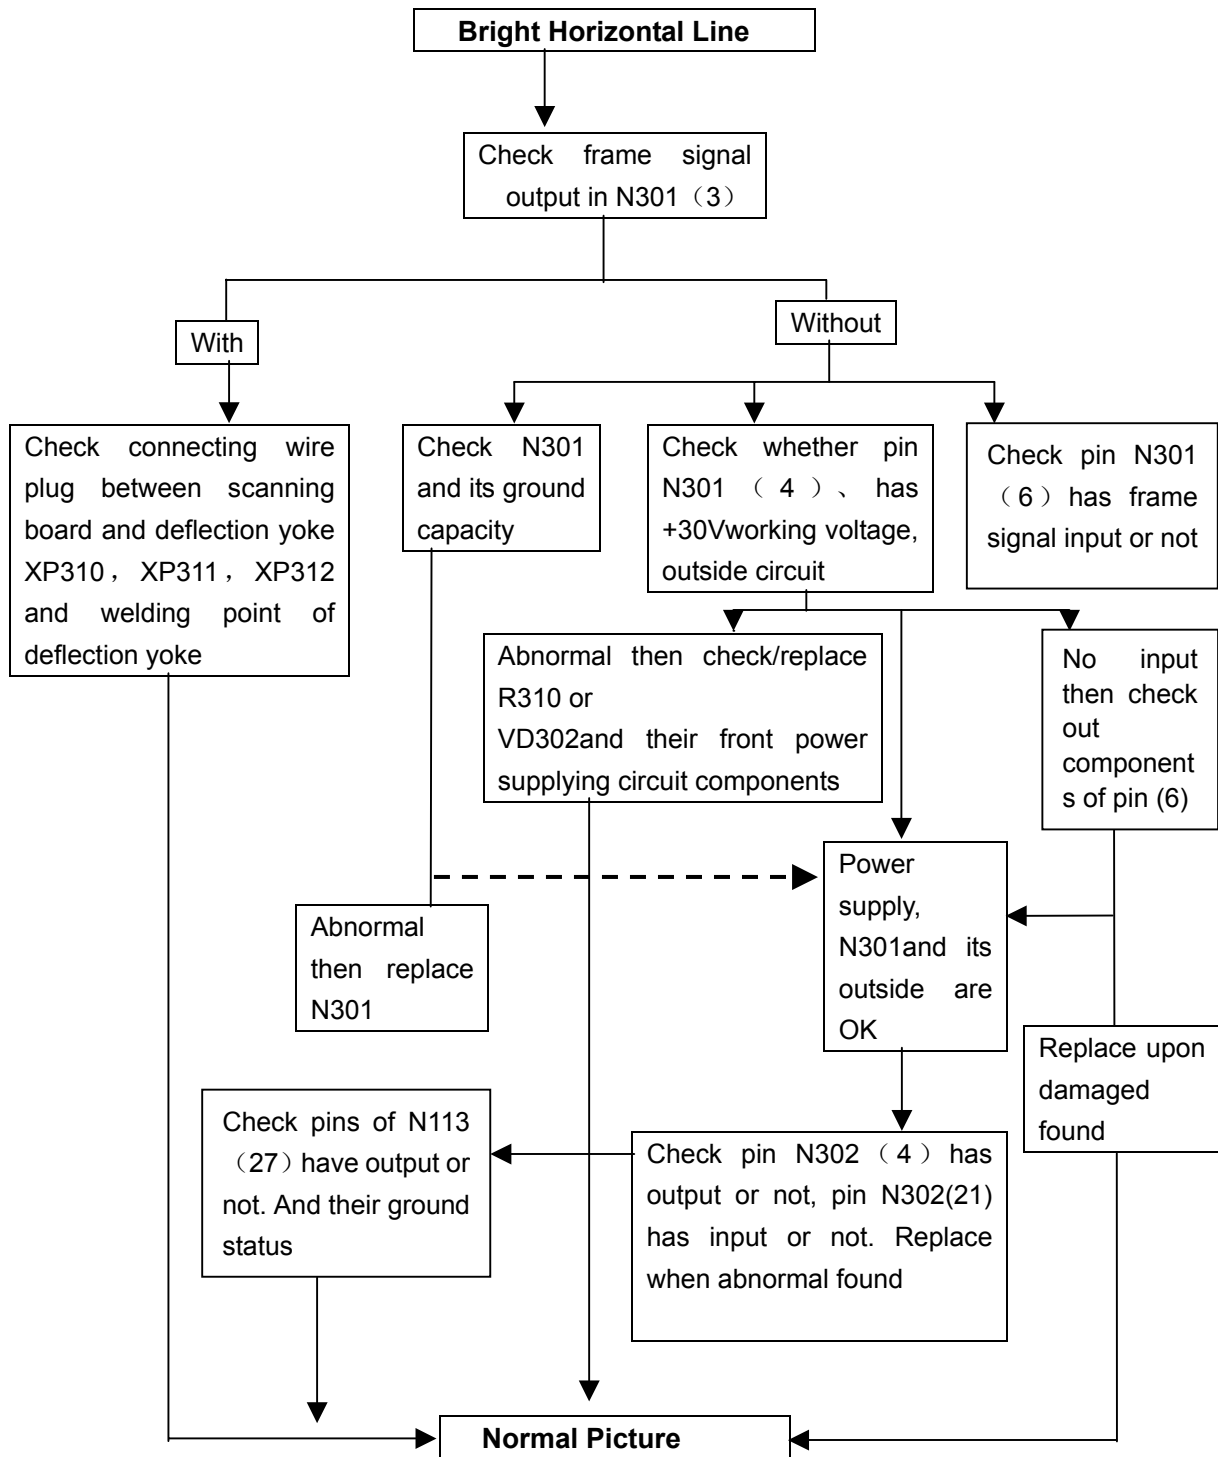 Bright Horizontal Line
Check frame signal
output in N301（3）
With
Without
Check connecting wire
plug between scanning
board and deflection yoke
XP310，XP311，XP312
and welding point of
deflection yoke
Check N301
and its ground
capacity
Check whether pin
N301（4）、has
+30Vworking voltage,
outside circuit
Check pin N301
（6）has frame
signal input or not
Abnormal then check/replace
R310 or
VD302and their front power
supplying circuit components
No input
then check
out
component
s of pin (6)
Power
supply,
N301and its
outside are
OK
Abnormal
then replace
N301
Replace upon
damaged
found
Check pins of N113
（27）have output or
not. And their ground
status
Check pin N302（4）has
output or not, pin N302(21)
has input or not. Replace
when abnormal found
Normal Picture